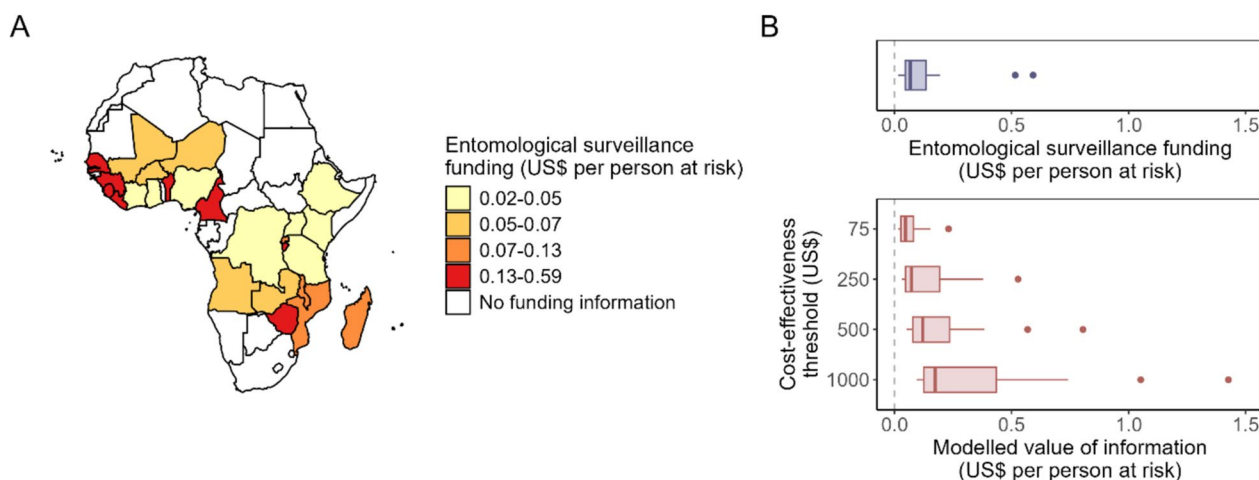 A
Entomological surveillance
funding (US$ per person at risk)
0.02-0.05
0.05-0.07
0.07-0.13
0.13-0.59
No funding information
B
0.0
0.5
1.0
1.5
Entomological surveillance funding
(US$ per person at risk)
Cost-effectiveness
threshold (US$)
75
250
500
1000
0.0
0.5
1.0
1.5
Modelled value of information
(US$ per person at risk)